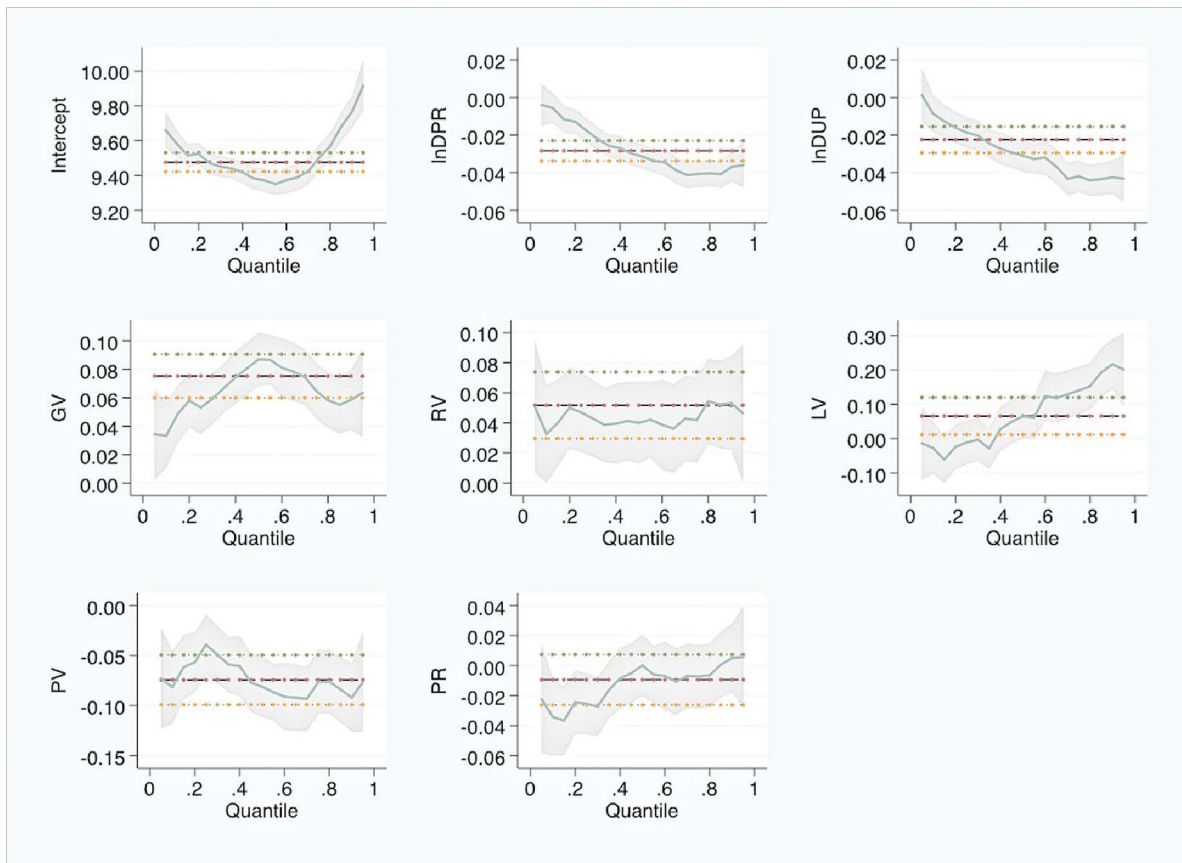 Intercept
10.00
9.80
9.60
9.40
9.20
0 .2 .4 .6 .8 1
Quantile
lnDPR
0.02
0.00
-0.02
-0.04
-0.06
0 .2 .4 .6 .8 1
Quantile
lnDUP
0.02
0.00
-0.02
-0.04
-0.06
0 .2 .4 .6 .8 1
Quantile
GV
0.10
0.08
0.06
0.04
0.02
0.00
0 .2 .4 .6 .8 1
Quantile
RV
0.10
0.08
0.06
0.04
0.02
0.00
0 .2 .4 .6 .8 1
Quantile
LV
0.30
0.20
0.10
0.00
-0.10
0 .2 .4 .6 .8 1
Quantile
PV
0.00
-0.05
-0.10
-0.15
0 .2 .4 .6 .8 1
Quantile
PR
0.04
0.02
0.00
-0.02
-0.04
-0.06
0 .2 .4 .6 .8 1
Quantile